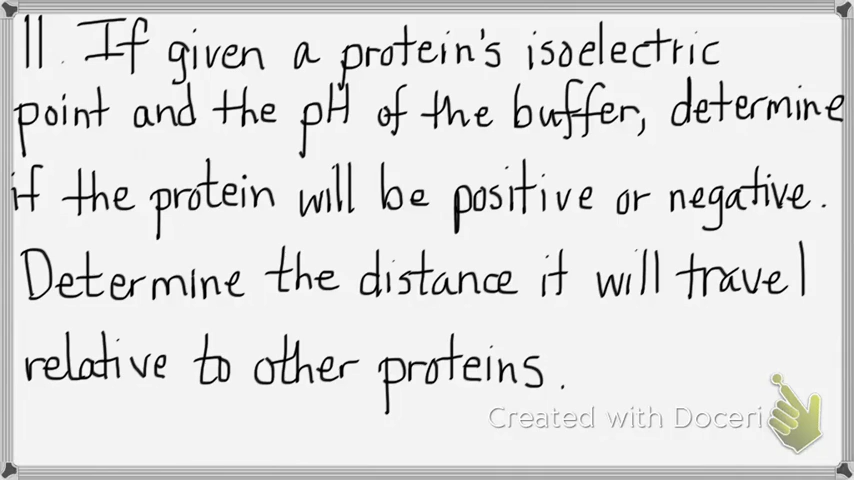 11. If given a protein's isoelectric
point and the pH of the buffer, determine
if the protein will be positive or negative.
Determine the distance it will travel
relative to other proteins.
Created with Doceri